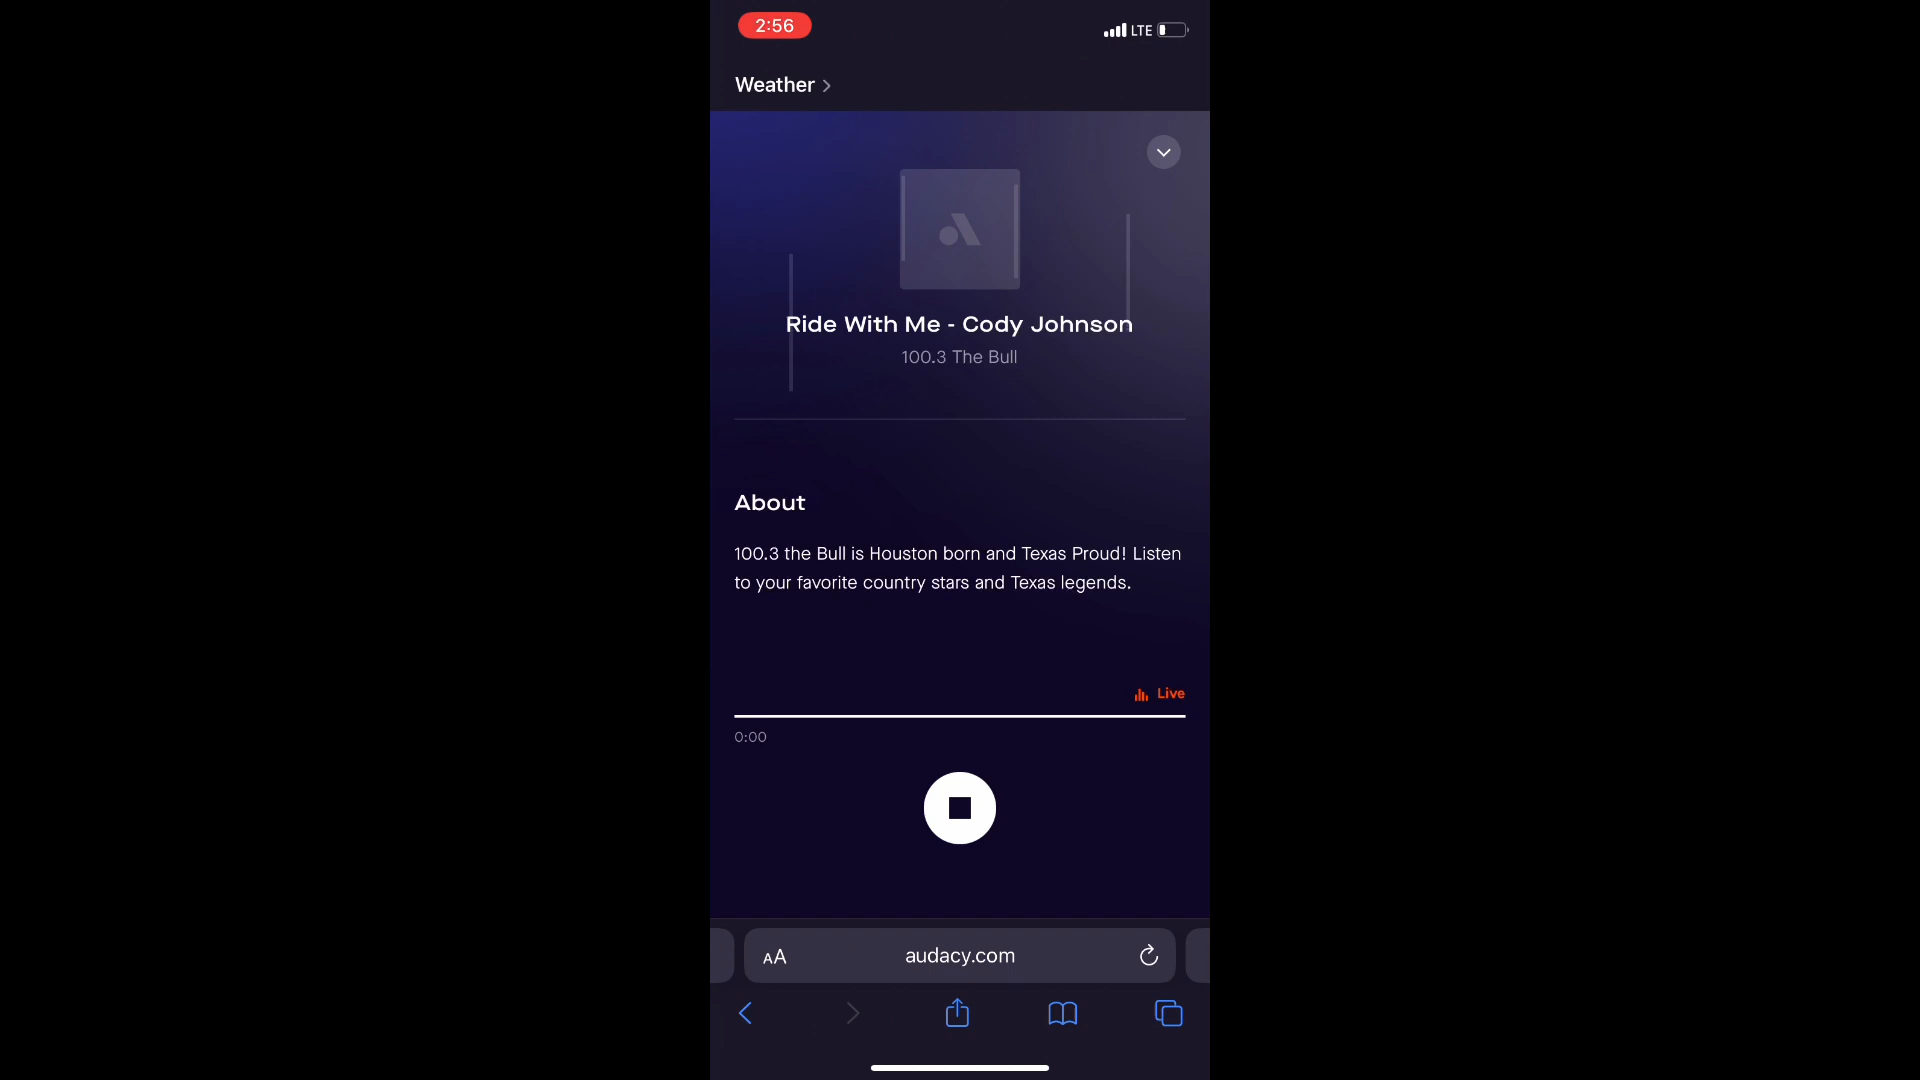 2:56
LTE
Weather
Ride With Me - Cody Johnson
100.3 The Bull
About
100.3 the Bull is Houston born and Texas Proud! Listen
to your favorite country stars and Texas legends.
Live
0:00
AA
audacy.com